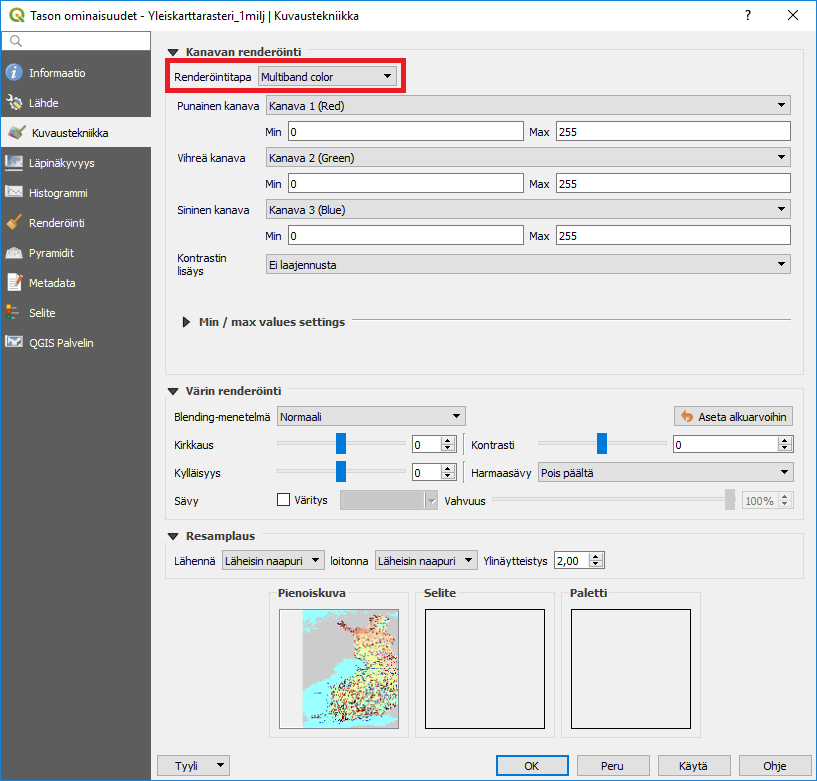 Tason ominaisuudet - Yleiskarttarasteri_1milj | Kuvaustekniikka
Informaatio
Lähde
Kuvaustekniikka
Läpinäkyvyys
Histogrammi
Renderöinti
Pyramidit
Metadata
Selite
QGIS Palvelin
Kanavan renderöinti
Renderöintitapa Multiband color
Punainen kanava Kanava 1 (Red)
Min 0 Max 255
Vihreä kanava Kanava 2 (Green)
Min 0 Max 255
Sininen kanava Kanava 3 (Blue)
Min 0 Max 255
Kontrastin
lisäys
Ei laajennusta
Min / max values settings
Värin renderöinti
Blending-menetelmä Normaali Aseta alkuarvoihin
Kirkkaus 0 Kontrasti 0
Kylläisyys 0 Harmaasävy Pois päältä
Sävy Väritys Vahvuus 100%
Resamplaus
Lähennä Läheisin naapuri loitonna Läheisin naapuri Ylinäytteistys 2,00
Pienoiskuva Selite Paletti
Tyyli OK Peru Käytä Ohje